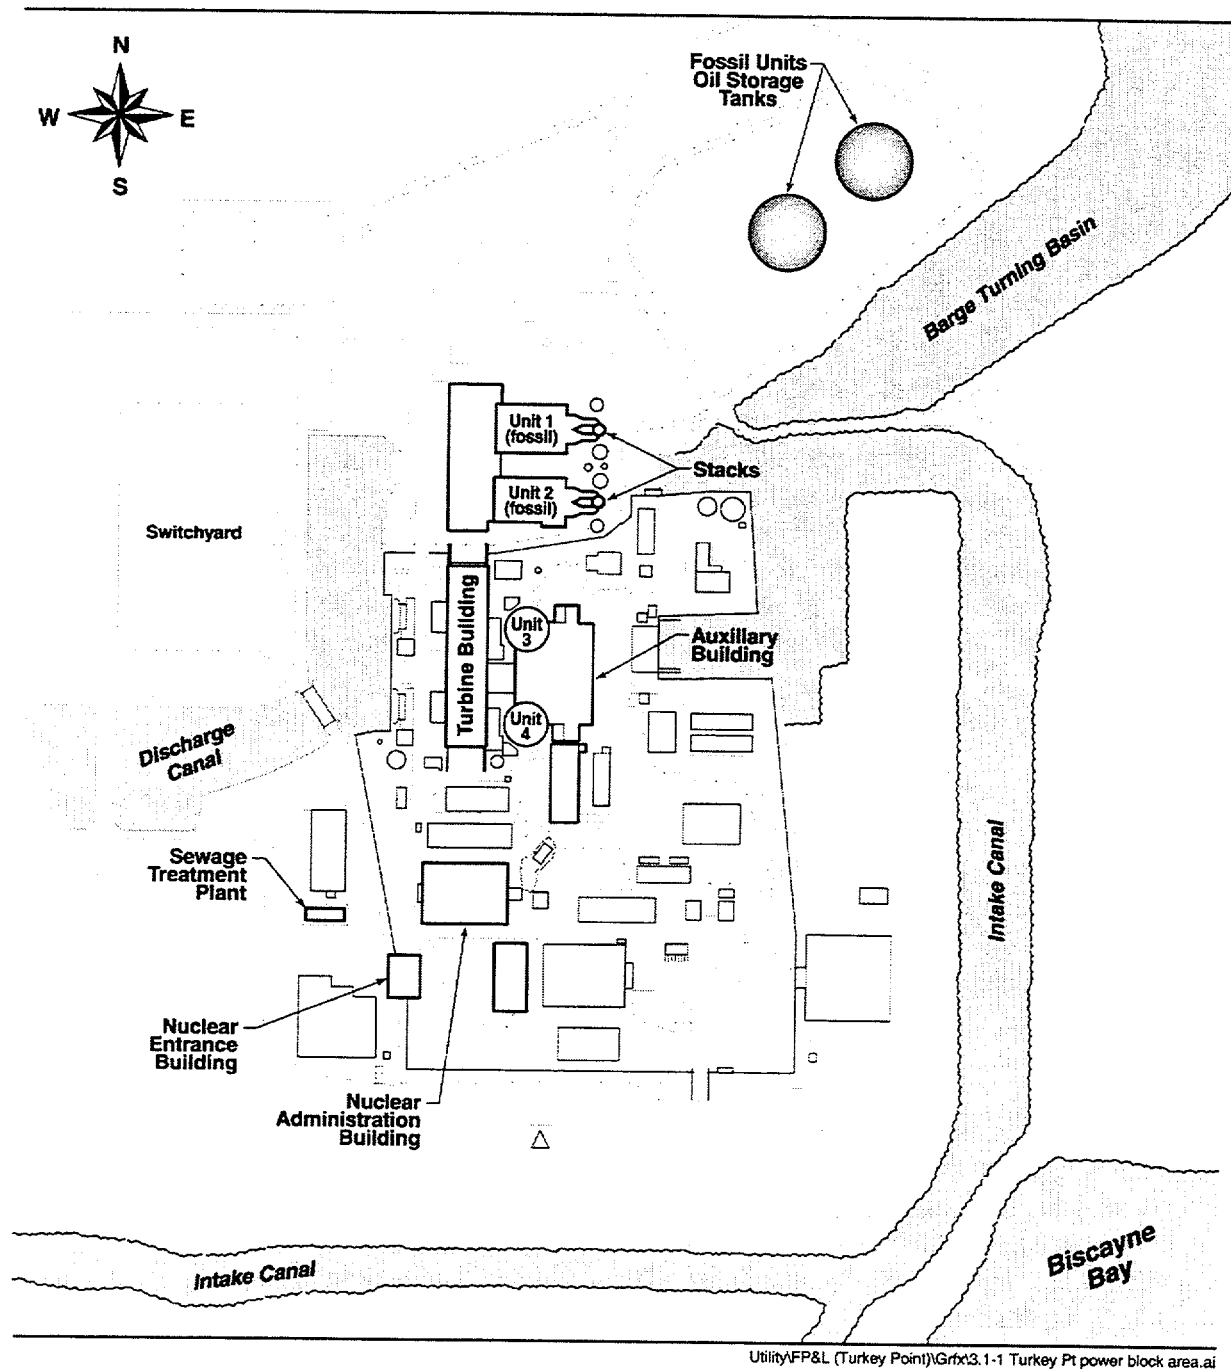 N
W
E
S
Fossil Units
Oil Storage
Tanks
Barge Turning Basin
Unit 1
(fossil)
Stacks
Unit 2
(fossil)
Switchyard
Turbine Building
Unit
3
Auxiliary
Building
Unit
4
Discharge
Canal
Sewage
Treatment
Plant
Intake Canal
Nuclear
Entrance
Building
Nuclear
Administration
Building
Intake Canal
Biscayne
Bay
Utility\FP&L (Turkey Point)\Grfx\3.1-1 Turkey Pt power block area.ai